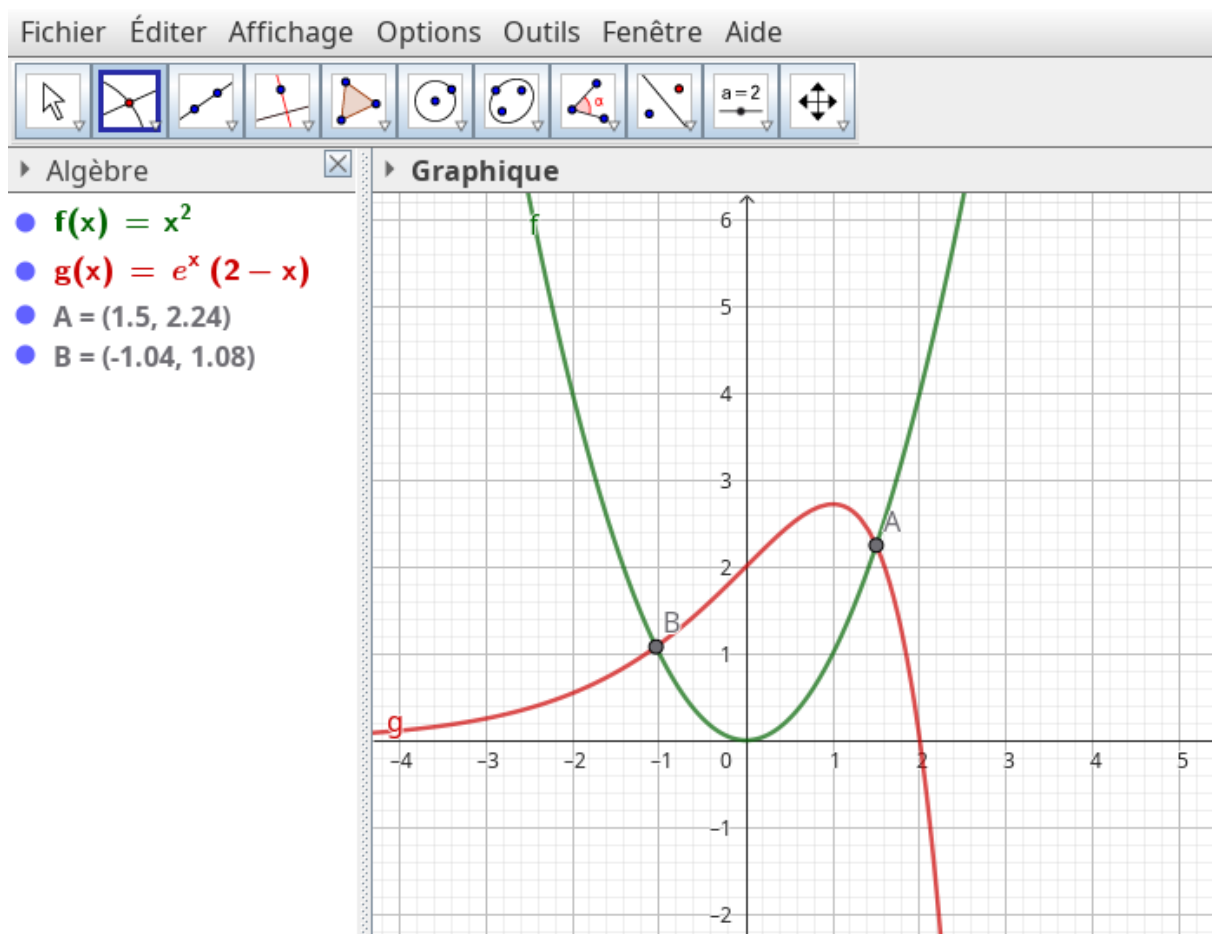 Fichier Éditer Affichage Options Outils Fenêtre Aide
α
a = 2
Algèbre
Graphique
f(x) = x²
g(x) = eˣ (2 − x)
A = (1.5, 2.24)
B = (-1.04, 1.08)
f
6
5
4
3
A
2
B
1
g
−4 −3 −2 −1 0 1 2 3 4 5
−1
−2